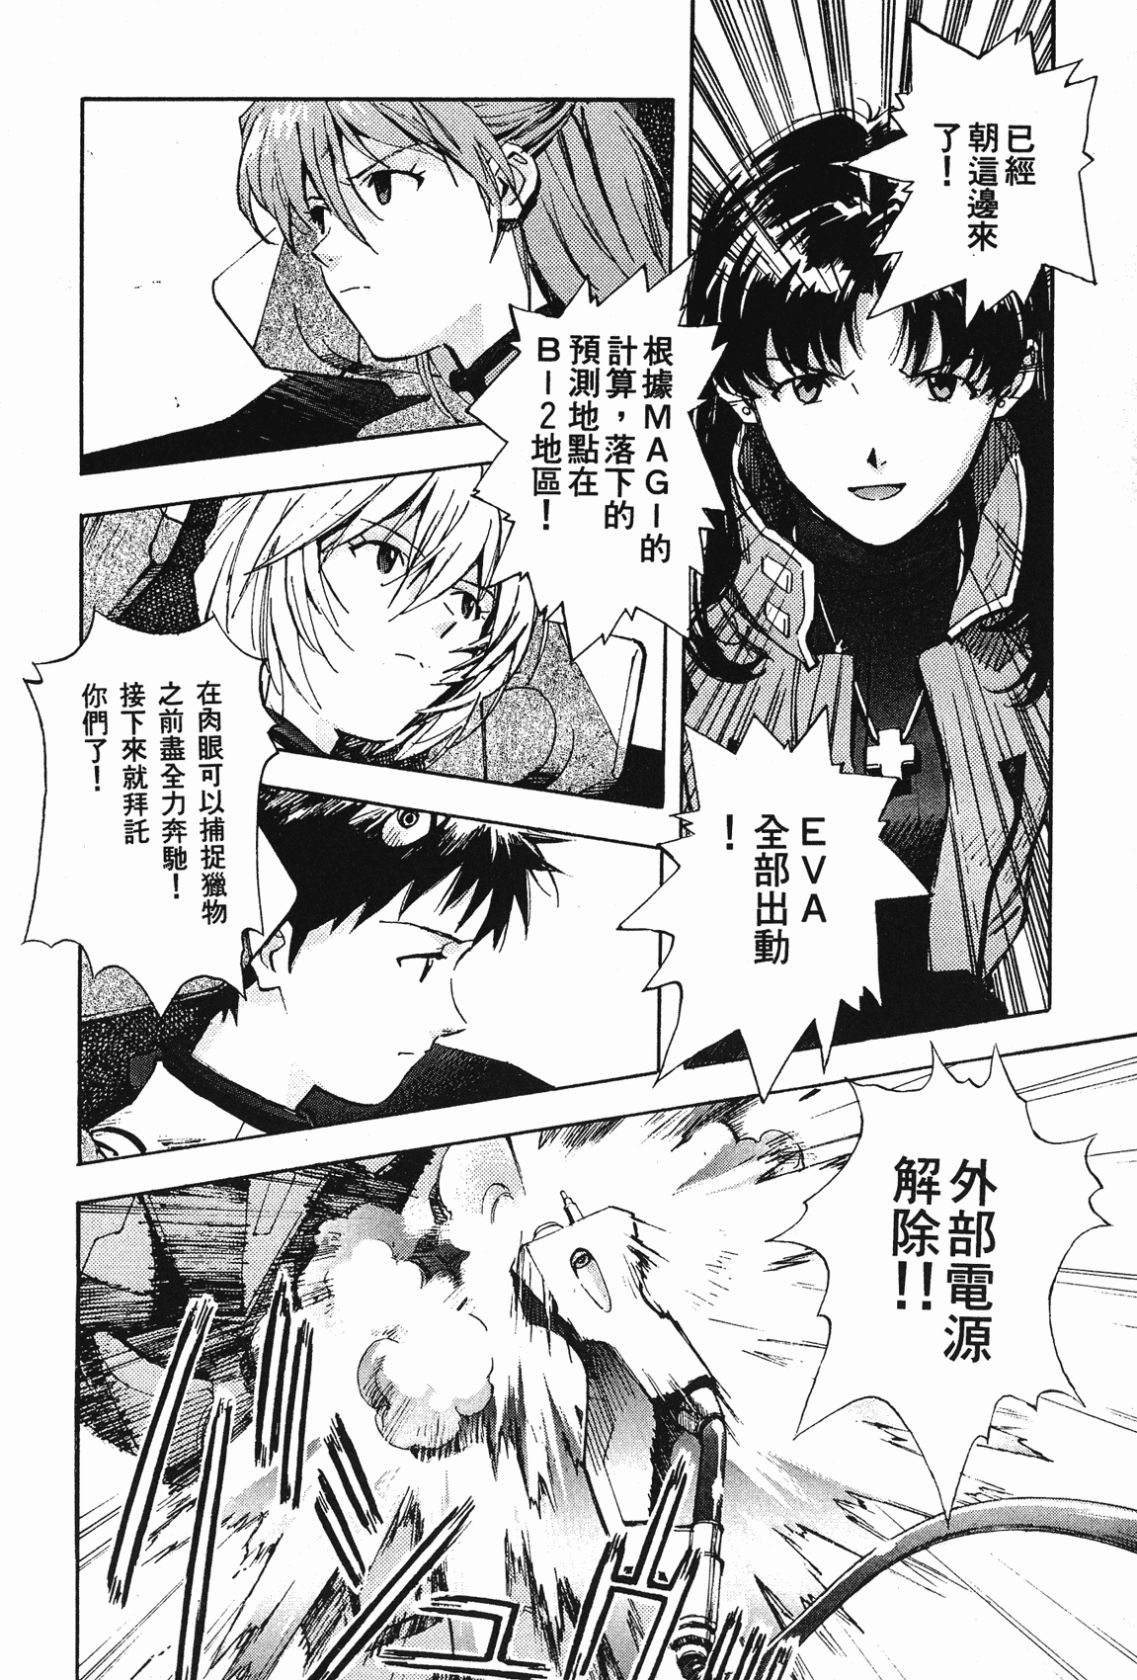 已經
朝這邊來
了！
根據MAGI的
計算，落下的
預測地點在
B-2地區！
在肉眼可以捕捉獵物
之前盡全力奔馳！
接下來就拜託
你們了！
EVA
全部出動
！
外部電源
解除!!